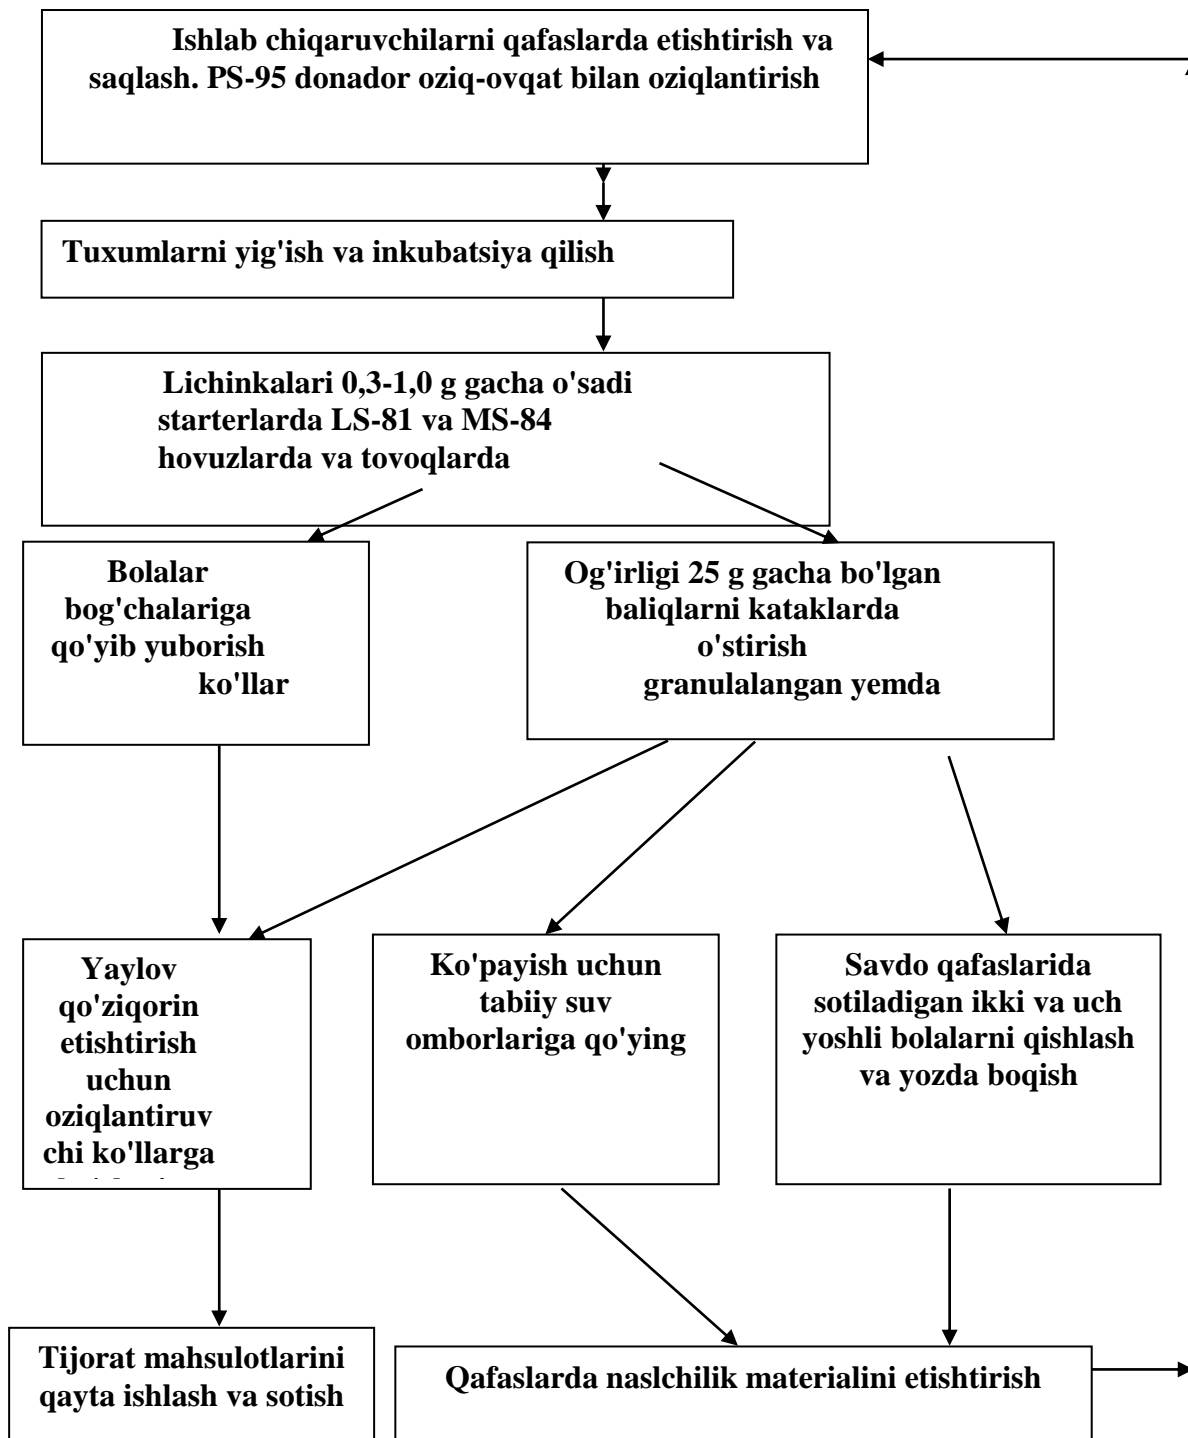 Ishlab chiqaruvchilarni qafaslarda etishtirish va
saqlash. PS-95 donador oziq-ovqat bilan oziqlantirish
Tuxumlarni yig'ish va inkubatsiya qilish
Lichinkalari 0,3-1,0 g gacha o'sadi
starterlarda LS-81 va MS-84
hovuzlarda va tovoqlarda
Bolalar
bog'chalariga
qo'yib yuborish
ko'llar
Og'irligi 25 g gacha bo'lgan
baliqlarni kataklarda
o'stirish
granulalangan yemda
Yaylov
qo'ziqorin
etishtirish
uchun
oziqlantiruv
chi ko'llarga
Ko'payish uchun
tabiiy suv
omborlariga qo'ying
Savdo qafaslarida
sotiladigan ikki va uch
yoshli bolalarni qishlash
va yozda boqish
Tijorat mahsulotlarini
qayta ishlash va sotish
Qafaslarda naslchilik materialini etishtirish